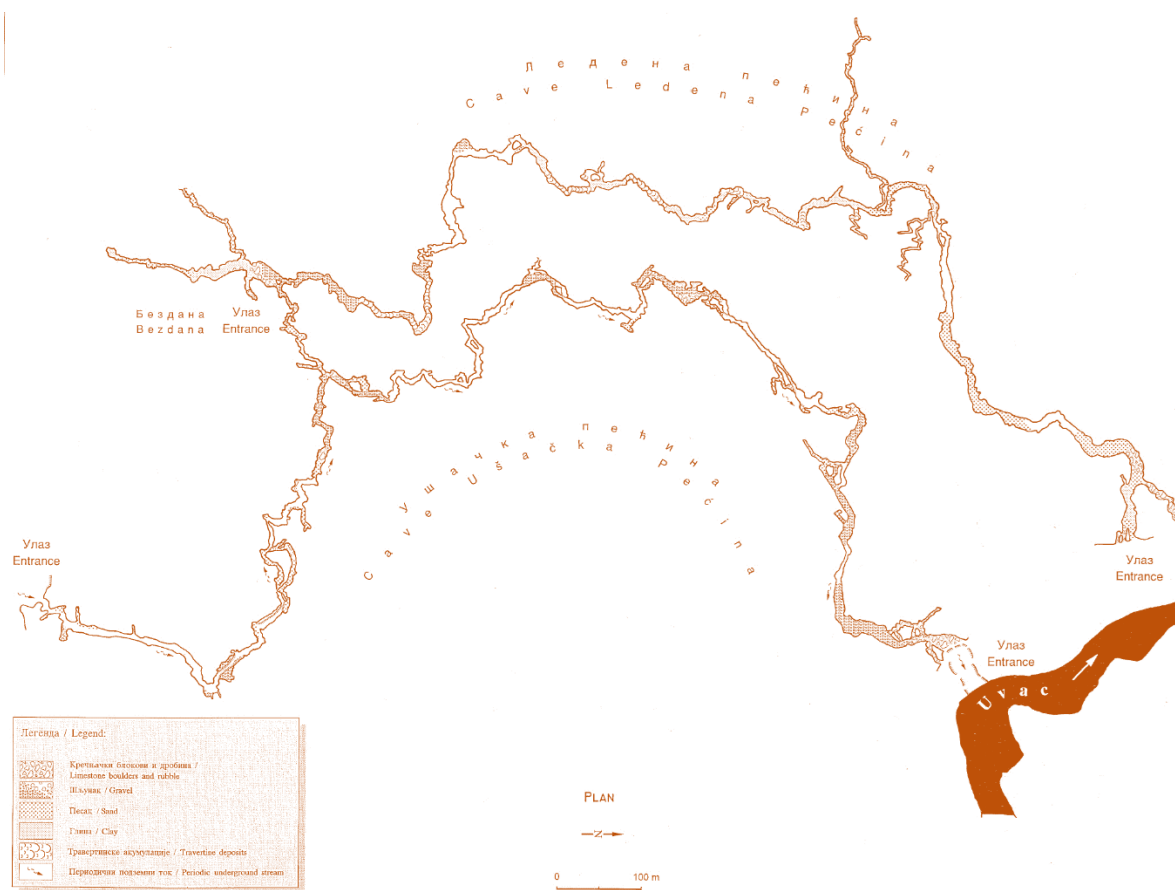 Ледена пећина
Cave Ledena Pećina
Бездана
Bezdana
Улаз
Entrance
Ушачка пећина
Cave Ušačka Pećina
Улаз
Entrance
Улаз
Entrance
Улаз
Entrance
Uvac
Легенда / Legend:
Кречњачки блокови и дробина /
Limestone boulders and rubble
Шљунак / Gravel
Песак / Sand
Глина / Clay
Травертинске акумулације / Travertine deposits
Периодични подземни ток / Periodic underground stream
PLAN
N
0 100 m